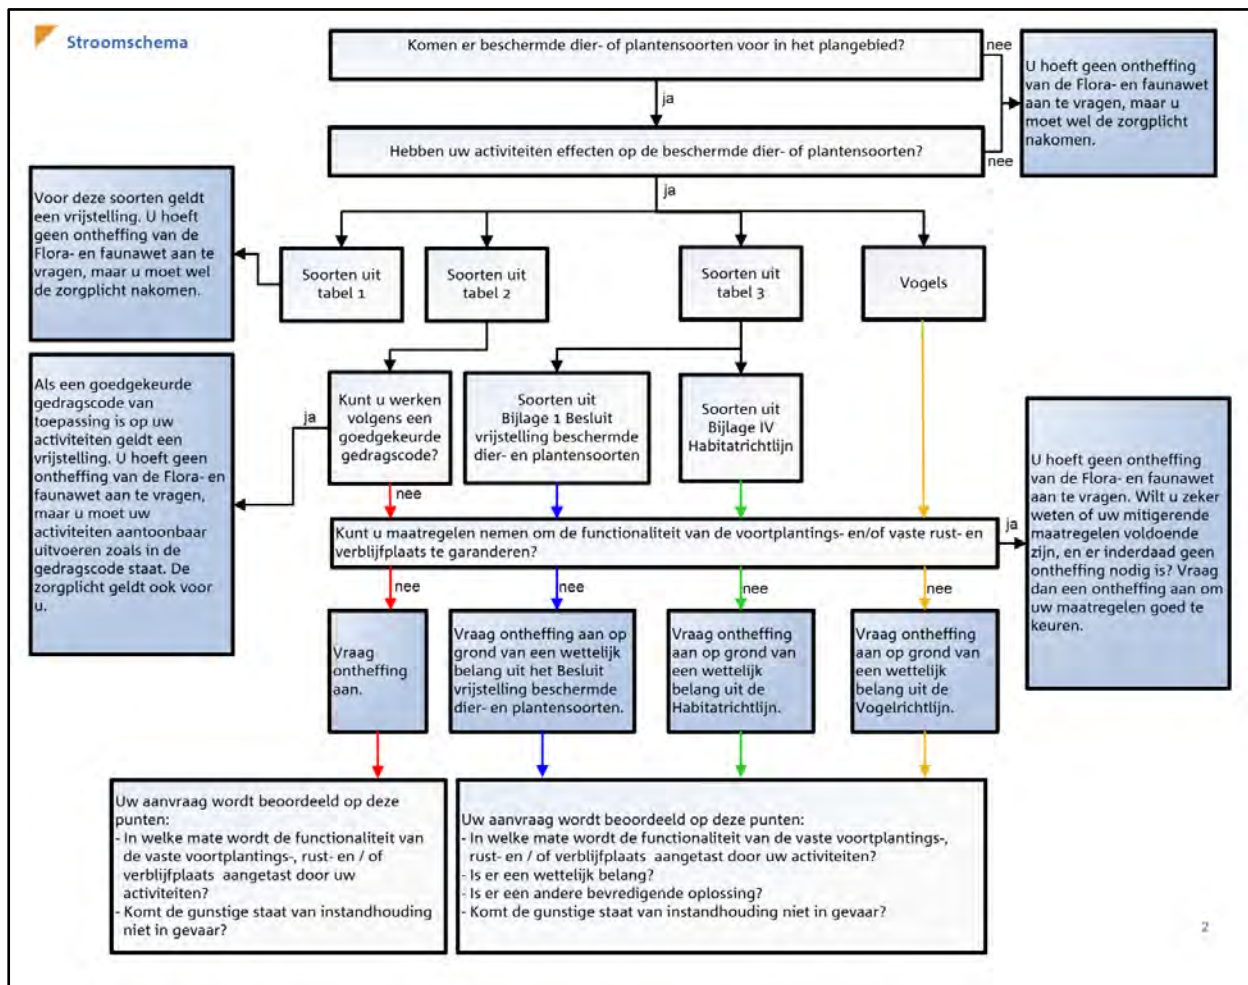 Stroomschema
Komen er beschermde dier- of plantensoorten voor in het plangebied?
nee
U hoeft geen ontheffing
van de Flora- en faunawet
aan te vragen, maar u
moet wel de zorgplicht
nakomen.
ja
Hebben uw activiteiten effecten op de beschermde dier- of plantensoorten?
nee
ja
Voor deze soorten geldt
een vrijstelling. U hoeft
geen ontheffing van de
Flora- en faunawet aan te
vragen, maar u moet wel
de zorgplicht nakomen.
Soorten uit
tabel 1
Soorten uit
tabel 2
Soorten uit
tabel 3
Vogels
Als een goedgekeurde
gedragscode van
toepassing is op uw
activiteiten geldt een
vrijstelling. U hoeft geen
ontheffing van de Flora- en
faunawet aan te vragen,
maar u moet uw
activiteiten aantoonbaar
uitvoeren zoals in de
gedragscode staat. De
zorgplicht geldt ook voor
u.
ja
Kunt u werken
volgens een
goedgekeurde
gedragscode?
Soorten uit
Bijlage 1 Besluit
vrijstelling beschermde
dier- en plantensoorten
Soorten uit
Bijlage IV
Habitatrichtlijn
nee
Kunt u maatregelen nemen om de functionaliteit van de voortplantings- en/of vaste rust- en
verblijfplaats te garanderen?
ja
U hoeft geen ontheffing
van de Flora- en faunawet
aan te vragen. Wilt u zeker
weten of uw mitigerende
maatregelen voldoende
zijn, en er inderdaad geen
ontheffing nodig is? Vraag
dan een ontheffing aan om
uw maatregelen goed te
keuren.
nee
nee
nee
nee
Vraag
ontheffing
aan.
Vraag ontheffing aan op
grond van een wettelijk
belang uit het Besluit
vrijstelling beschermde
dier- en plantensoorten.
Vraag ontheffing
aan op grond van
een wettelijk
belang uit de
Habitatrichtlijn.
Vraag ontheffing
aan op grond van
een wettelijk
belang uit de
Vogelrichtlijn.
Uw aanvraag wordt beoordeeld op deze
punten:
- In welke mate wordt de functionaliteit van
de vaste voortplantings-, rust- en / of
verblijfplaats aangetast door uw
activiteiten?
- Komt de gunstige staat van instandhouding
niet in gevaar?
Uw aanvraag wordt beoordeeld op deze punten:
- In welke mate wordt de functionaliteit van de vaste voortplantings-,
rust- en / of verblijfplaats aangetast door uw activiteiten?
- Is er een wettelijk belang?
- Is er een andere bevredigende oplossing?
- Komt de gunstige staat van instandhouding niet in gevaar?
2